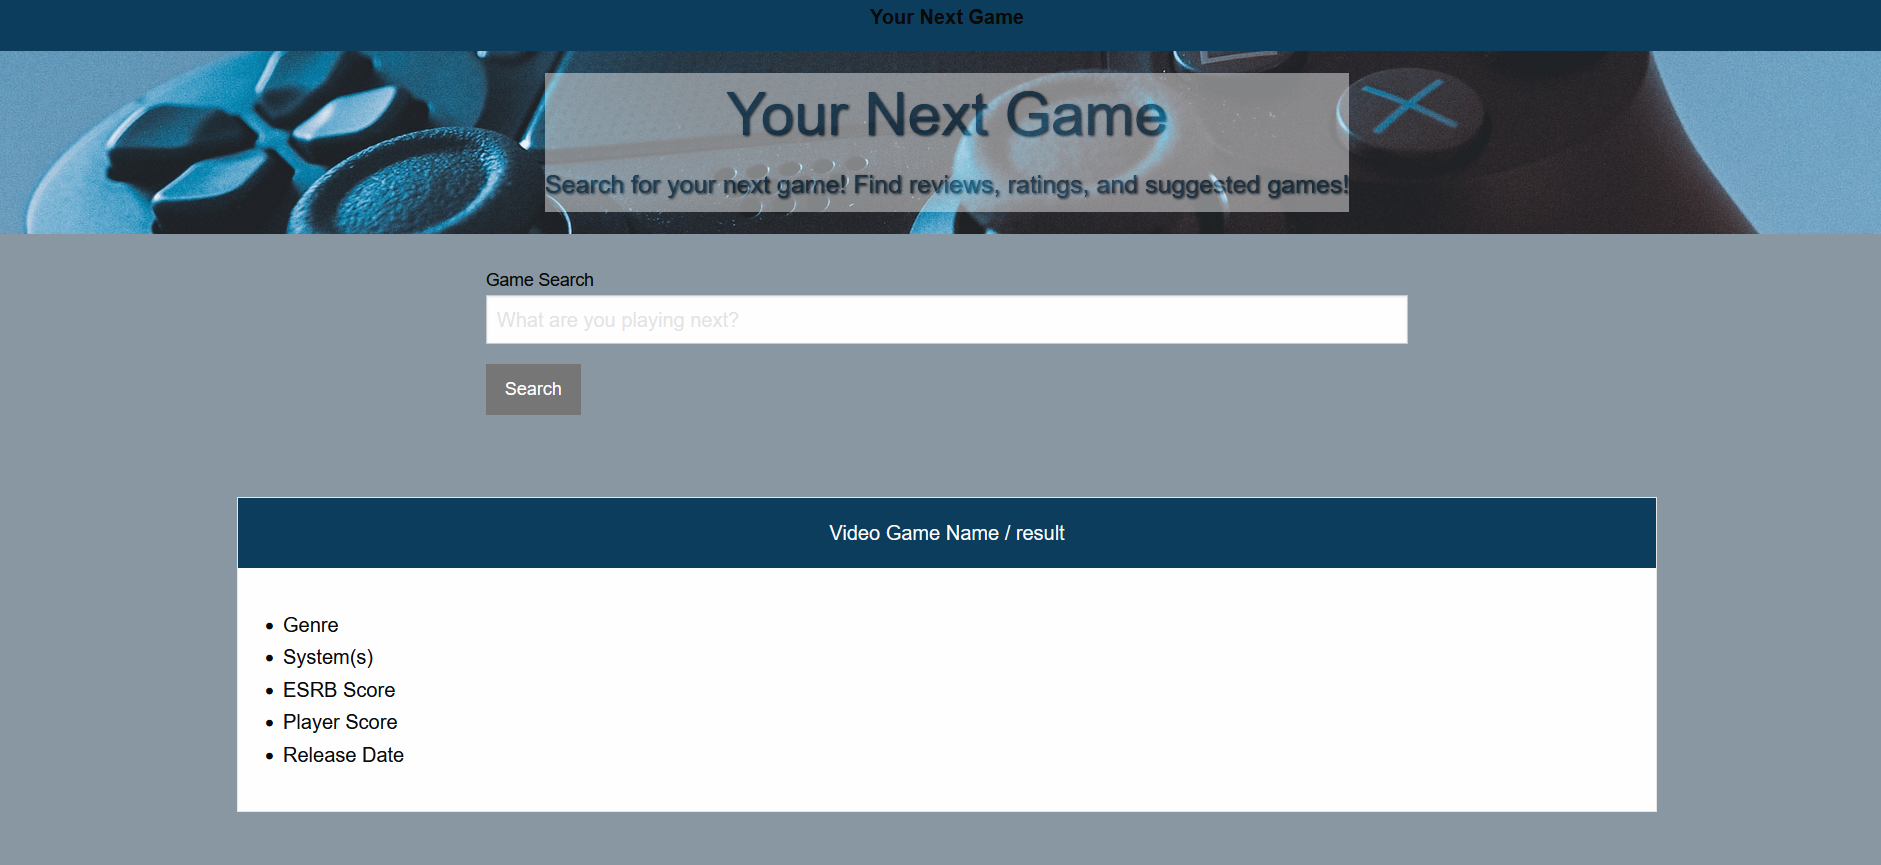 Your Next Game
Your Next Game
Search for your next game! Find reviews, ratings, and suggested games!
Game Search
What are you playing next?
Search
Video Game Name / result
Genre
System(s)
ESRB Score
Player Score
Release Date